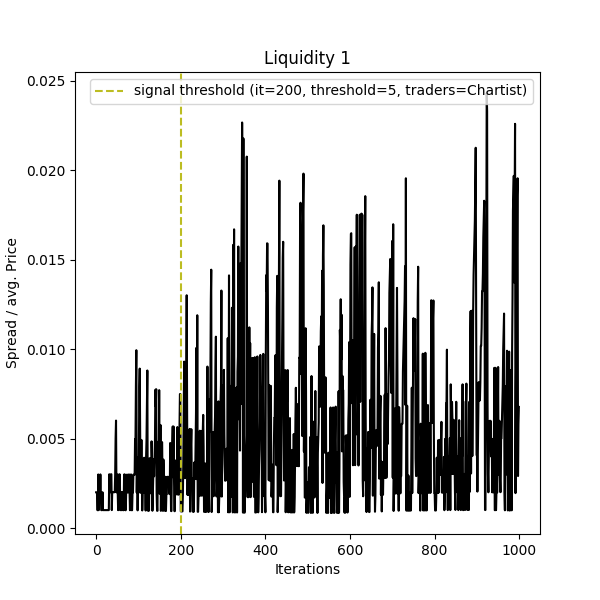 Liquidity 1
signal threshold (it=200, threshold=5, traders=Chartist)
Spread / avg. Price
0.025
0.020
0.015
0.010
0.005
0.000
0 200 400 600 800 1000
Iterations